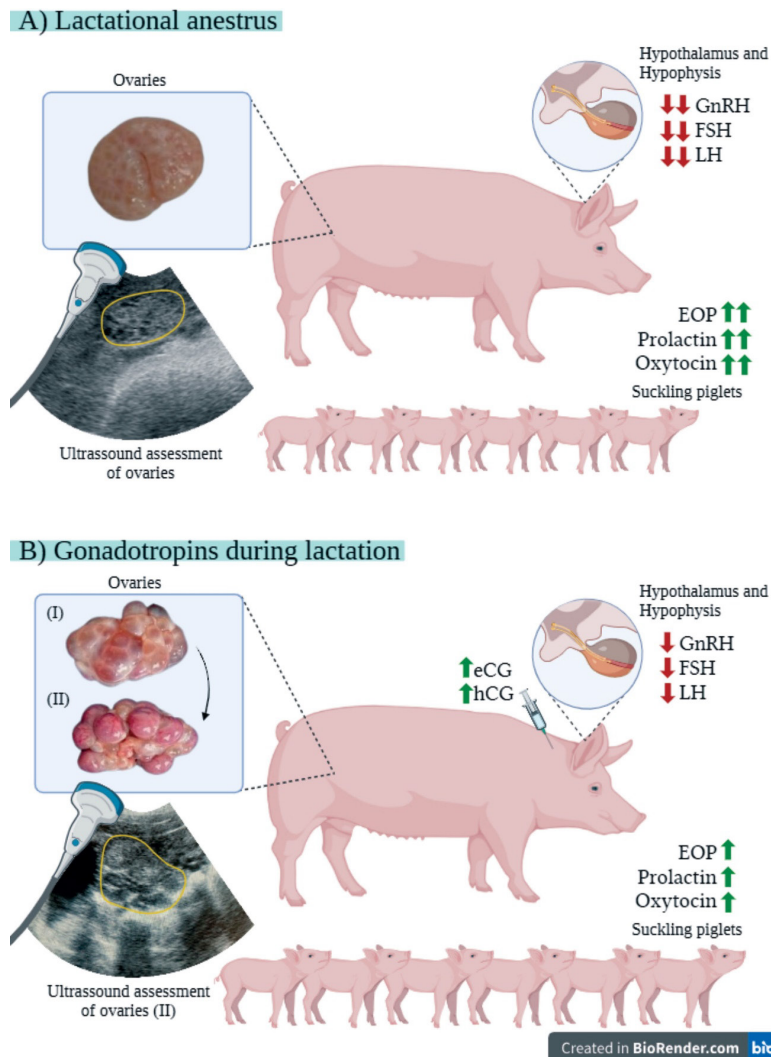 A) Lactational anestrus
Ovaries
Hypothalamus and
Hypophysis
GnRH
FSH
LH
EOP
Prolactin
Oxytocin
Suckling piglets
Ultrassound assessment
of ovaries
B) Gonadotropins during lactation
Ovaries
(I)
(II)
Hypothalamus and
Hypophysis
GnRH
FSH
LH
eCG
hCG
EOP
Prolactin
Oxytocin
Suckling piglets
Ultrassound assessment
of ovaries (II)
Created in BioRender.com